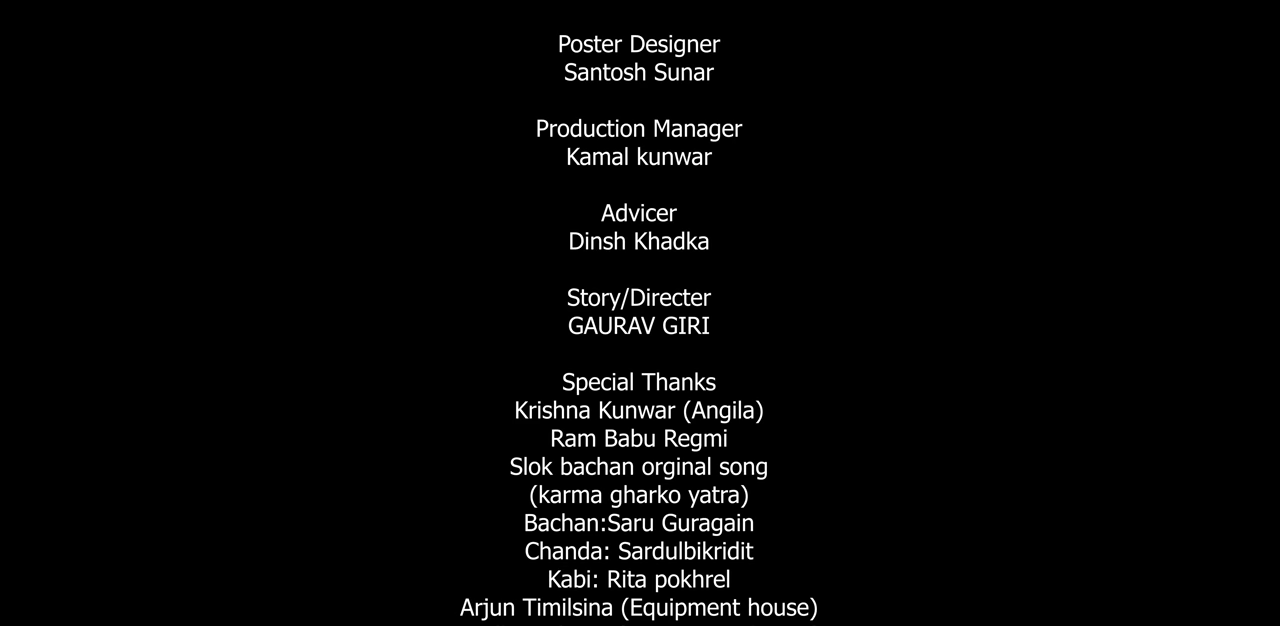 Poster Designer
Santosh Sunar
Production Manager
Kamal kunwar
Advicer
Dinsh Khadka
Story/Directer
GAURAV GIRI
Special Thanks
Krishna Kunwar (Angila)
Ram Babu Regmi
Slok bachan orginal song
(karma gharko yatra)
Bachan:Saru Guragain
Chanda: Sardulbikridit
Kabi: Rita pokhrel
Arjun Timilsina (Equipment house)